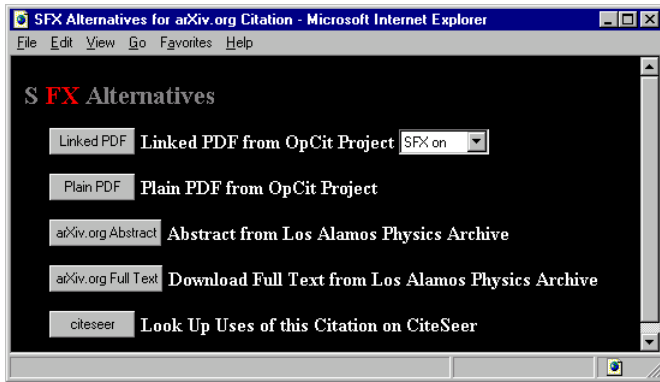 SFX Alternatives for arXiv.org Citation - Microsoft Internet Explorer
File Edit View Go Favorites Help
S FX Alternatives
Linked PDF Linked PDF from OpCit Project SFX on
Plain PDF Plain PDF from OpCit Project
arXiv.org Abstract Abstract from Los Alamos Physics Archive
arXiv.org Full Text Download Full Text from Los Alamos Physics Archive
citeseer Look Up Uses of this Citation on CiteSeer